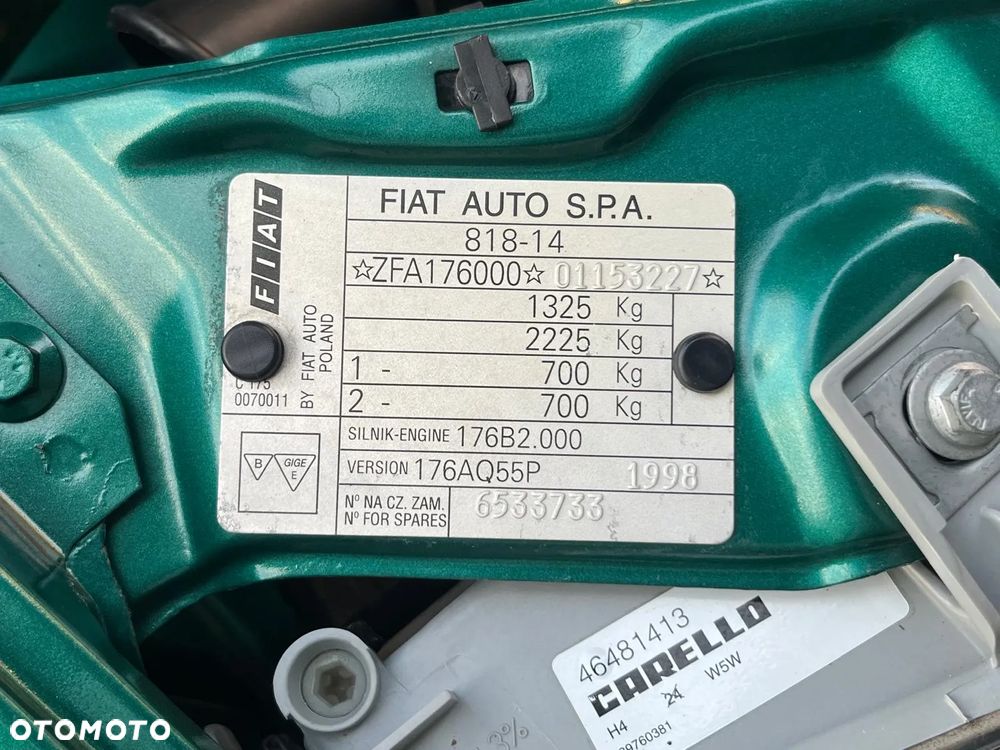 FIAT
BY FIAT AUTO
POLAND
C 175
0070011
B
GIGE
E
FIAT AUTO S.P.A.
818-14
☆ZFA176000☆ 01153227☆
1325 Kg
2225 Kg
1 - 700 Kg
2 - 700 Kg
SILNIK-ENGINE 176B2.000
VERSION 176AQ55P 1998
Nº NA CZ. ZAM.
Nº FOR SPARES
6533733
46481413
CARELLO
H4 21 W5W
OTOMOTO